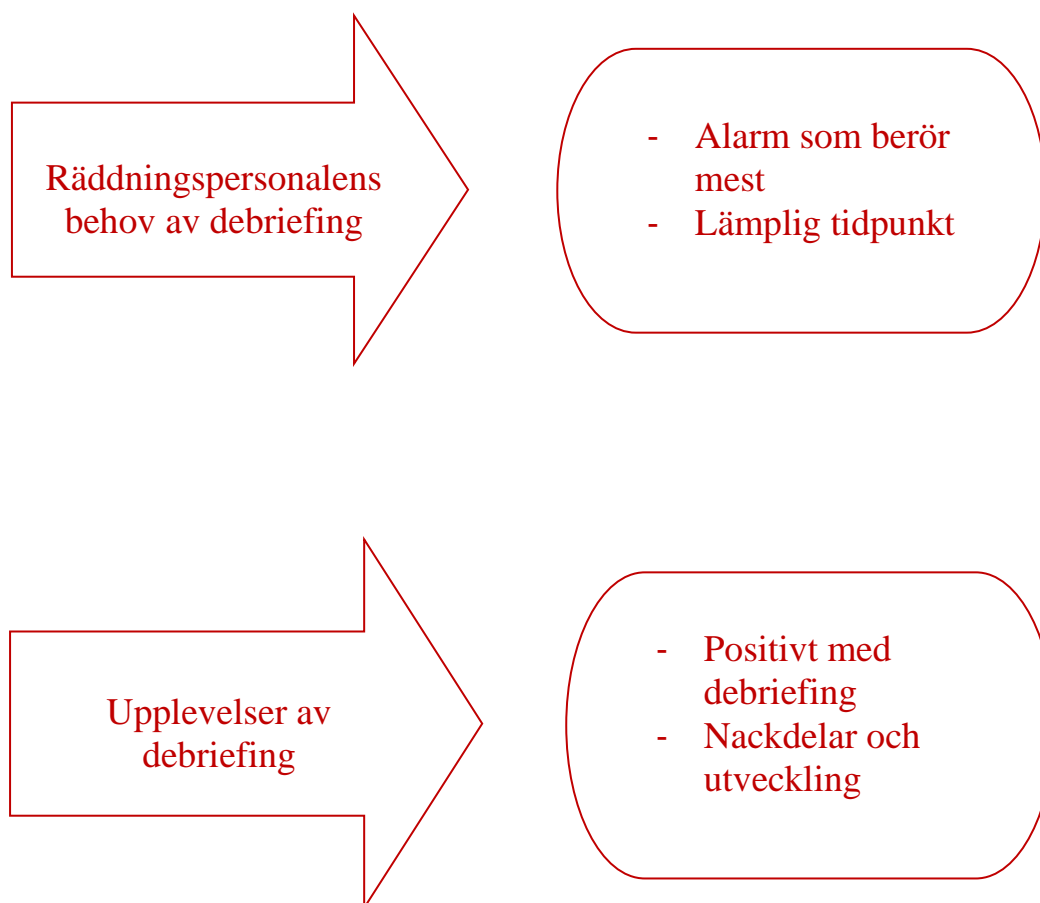 Räddningspersonalens
behov av debriefing
- Alarm som berör
mest
- Lämplig tidpunkt
Upplevelser av
debriefing
- Positivt med
debriefing
- Nackdelar och
utveckling